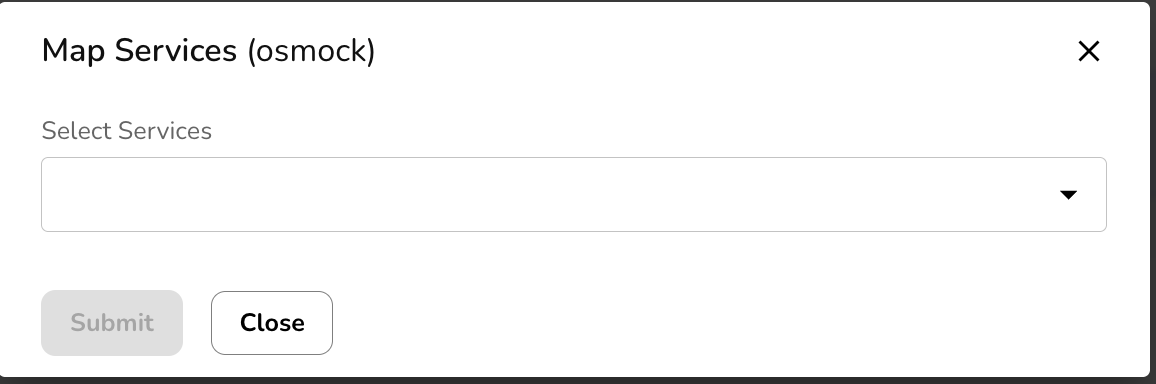 Map Services (osmock)
Select Services
Submit
Close